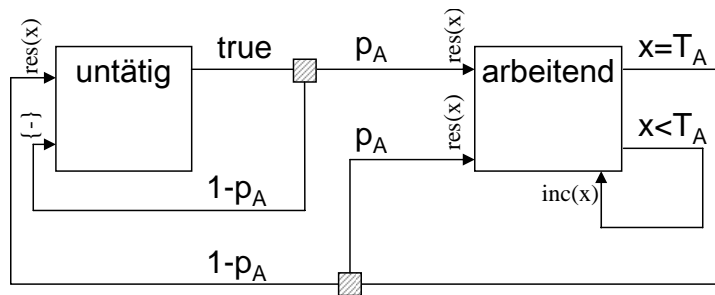 res(x)
untätig
{-}
true
p_A
res(x)
arbeitend
x=T_A
x<T_A
p_A
res(x)
inc(x)
1-p_A
1-p_A